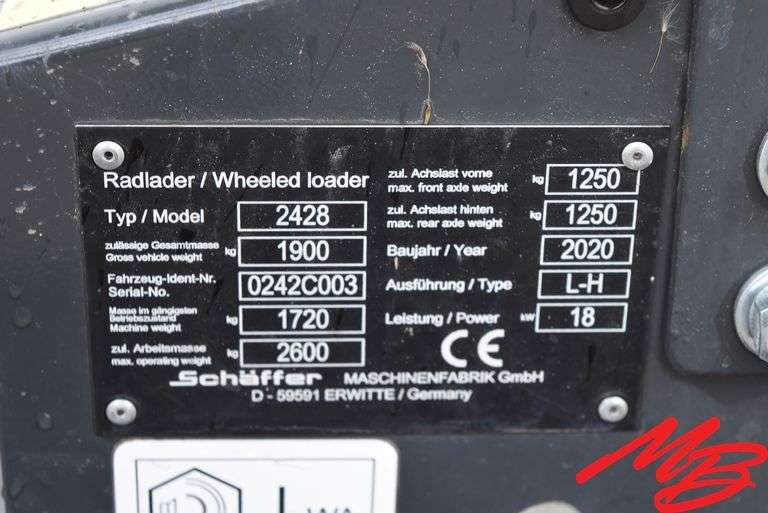 Radlader / Wheeled loader
Typ / Model 2428
zulässige Gesamtmasse
Gross vehicle weight kg 1900
Fahrzeug-Ident-Nr.
Serial-No. 0242C003
Masse im gängigsten
Betriebszustand
Machine weight kg 1720
zul. Arbeitsmasse
max. operating weight kg 2600
zul. Achslast vorne
max. front axle weight kg 1250
zul. Achslast hinten
max. rear axle weight kg 1250
Baujahr / Year 2020
Ausführung / Type L-H
Leistung / Power kW 18
CE
Schäffer MASCHINENFABRIK GmbH
D - 59591 ERWITTE / Germany
MB
LWA